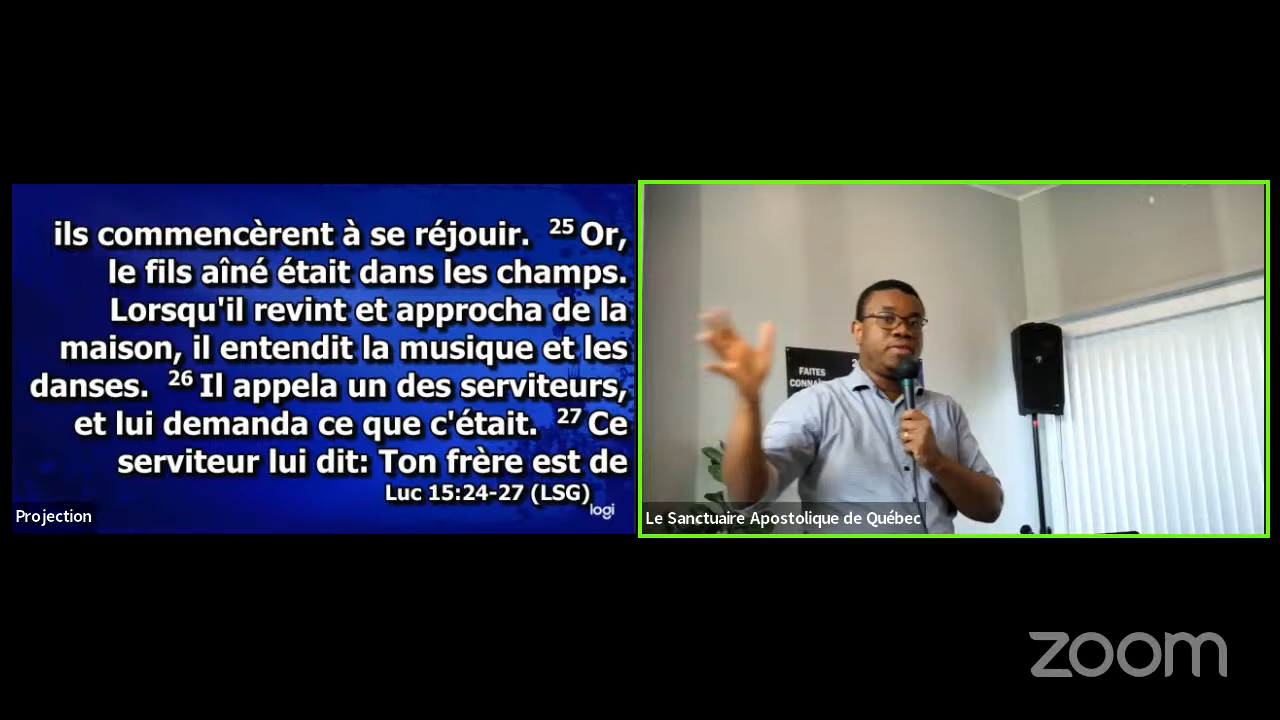 ils commencèrent à se réjouir. 25 Or,
le fils aîné était dans les champs.
Lorsqu'il revint et approcha de la
maison, il entendit la musique et les
danses. 26 Il appela un des serviteurs,
et lui demanda ce que c'était. 27 Ce
serviteur lui dit: Ton frère est de
Luc 15:24-27 (LSG)
logi
Projection
FAITES
Le Sanctuaire Apostolique de Québec
zoom